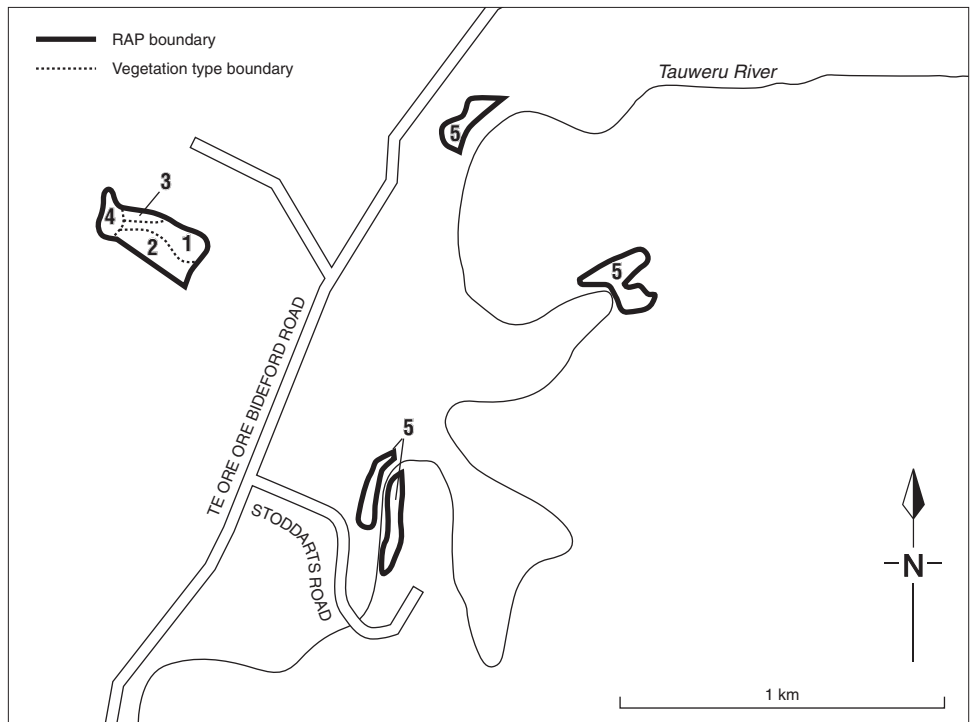 RAP boundary
Vegetation type boundary
Tauweru River
5
3
4
2
1
5
TE ORE ORE BIDEFORD ROAD
5
STODDARTS ROAD
N
1 km